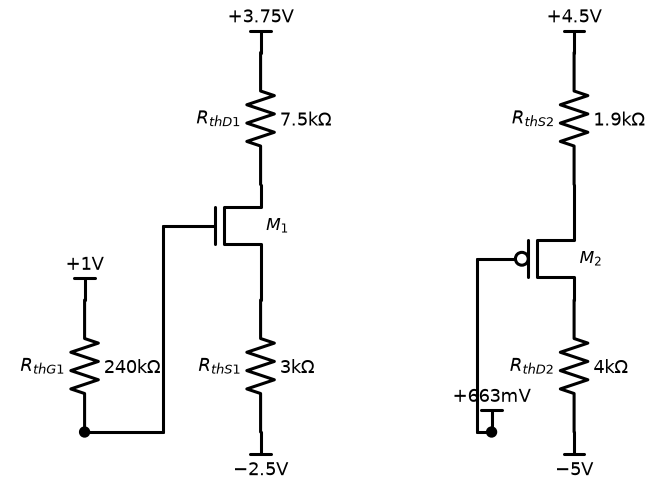 +3.75V
+4.5V
RthD1 7.5kΩ
RthS2 1.9kΩ
M1
M2
+1V
RthG1 240kΩ
RthS1 3kΩ
RthD2 4kΩ
+663mV
−2.5V
−5V